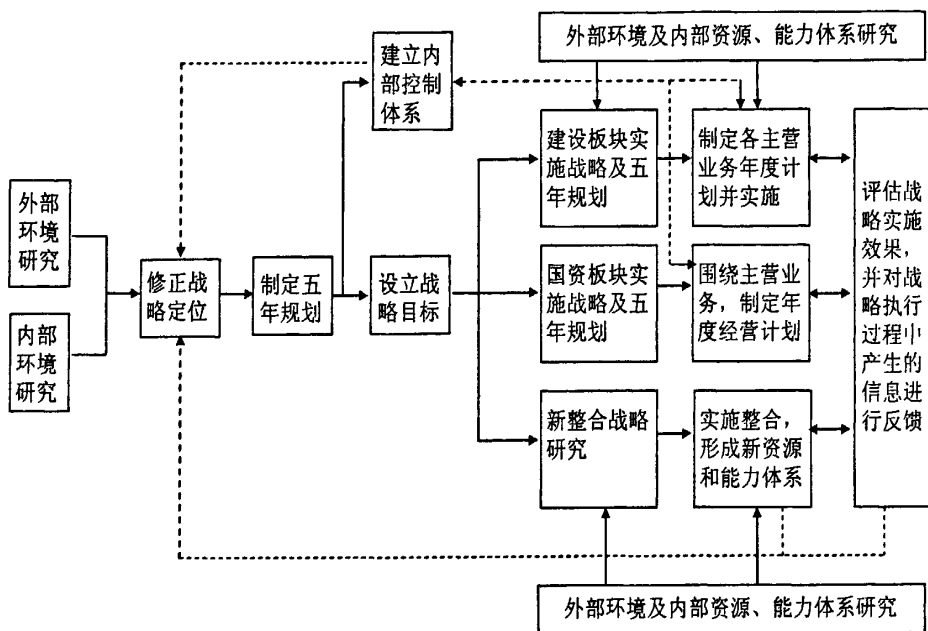 外部环境及内部资源、能力体系研究
建立内
部控制
体系
建设板块实
施战略及五
年规划
制定各主营
业务年度计
划并实施
外部
环境
研究
内部
环境
研究
修正战
略定位
制定五
年规划
设立战
略目标
国资板块实
施战略及五
年规划
围绕主营业
务，制定年
度经营计划
新整合战略
研究
实施整合，
形成新资源
和能力体系
评估战
略实施
效果，
并对战
略执行
过程中
产生的
信息进
行反馈
外部环境及内部资源、能力体系研究